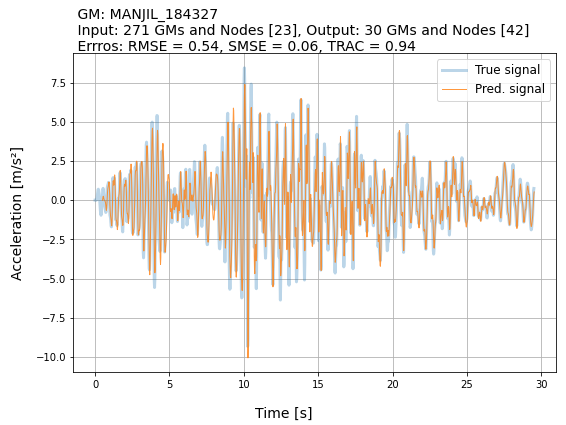 GM: MANJIL_184327
Input: 271 GMs and Nodes [23], Output: 30 GMs and Nodes [42]
Erros: RMSE = 0.54, SMSE = 0.06, TRAC = 0.94
True signal
Pred. signal
7.5
5.0
2.5
0.0
−2.5
−5.0
−7.5
−10.0
Acceleration [m/s²]
0 5 10 15 20 25 30
Time [s]